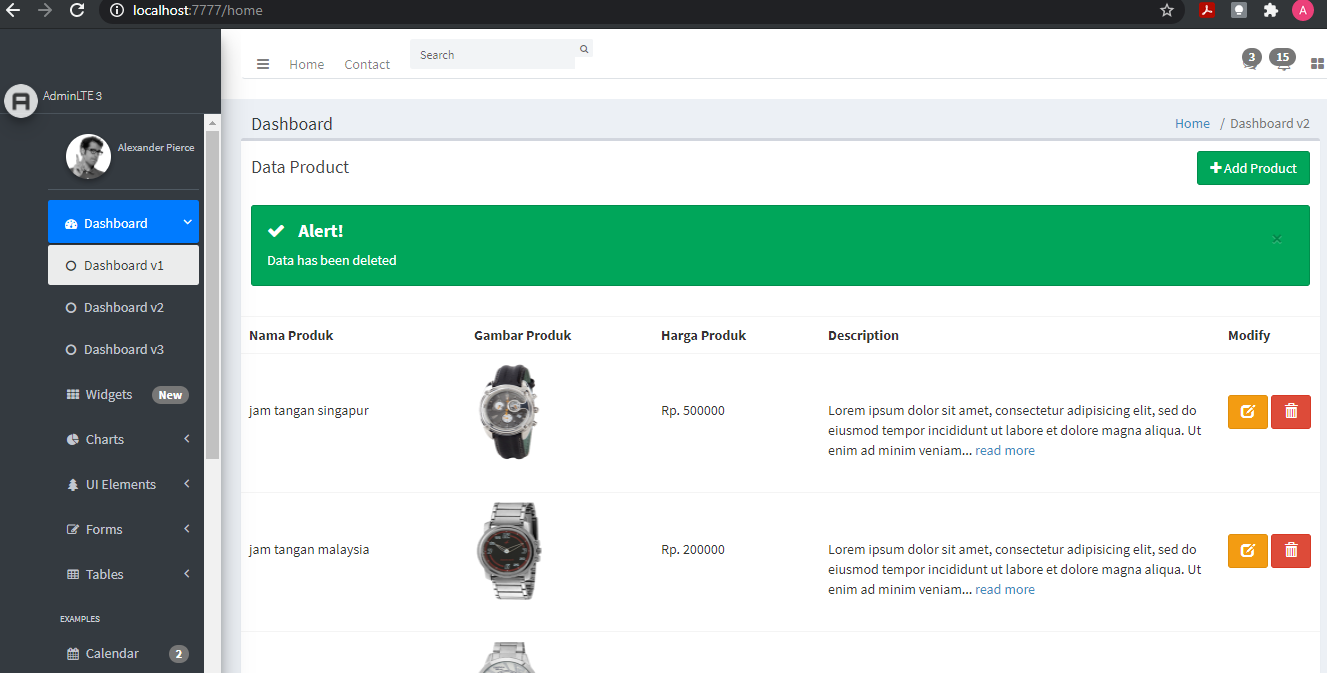 localhost:7777/home
A
AdminLTE 3
Alexander Pierce
Dashboard
Dashboard v1
Dashboard v2
Dashboard v3
Widgets New
Charts
UI Elements
Forms
Tables
EXAMPLES
Calendar 2
Home Contact Search 3 15
Dashboard Home / Dashboard v2
Data Product Add Product
Alert! ×
Data has been deleted
Nama Produk Gambar Produk Harga Produk Description Modify
jam tangan singapur Rp. 500000
Lorem ipsum dolor sit amet, consectetur adipisicing elit, sed do
eiusmod tempor incididunt ut labore et dolore magna aliqua. Ut
enim ad minim veniam... read more
jam tangan malaysia Rp. 200000
Lorem ipsum dolor sit amet, consectetur adipisicing elit, sed do
eiusmod tempor incididunt ut labore et dolore magna aliqua. Ut
enim ad minim veniam... read more